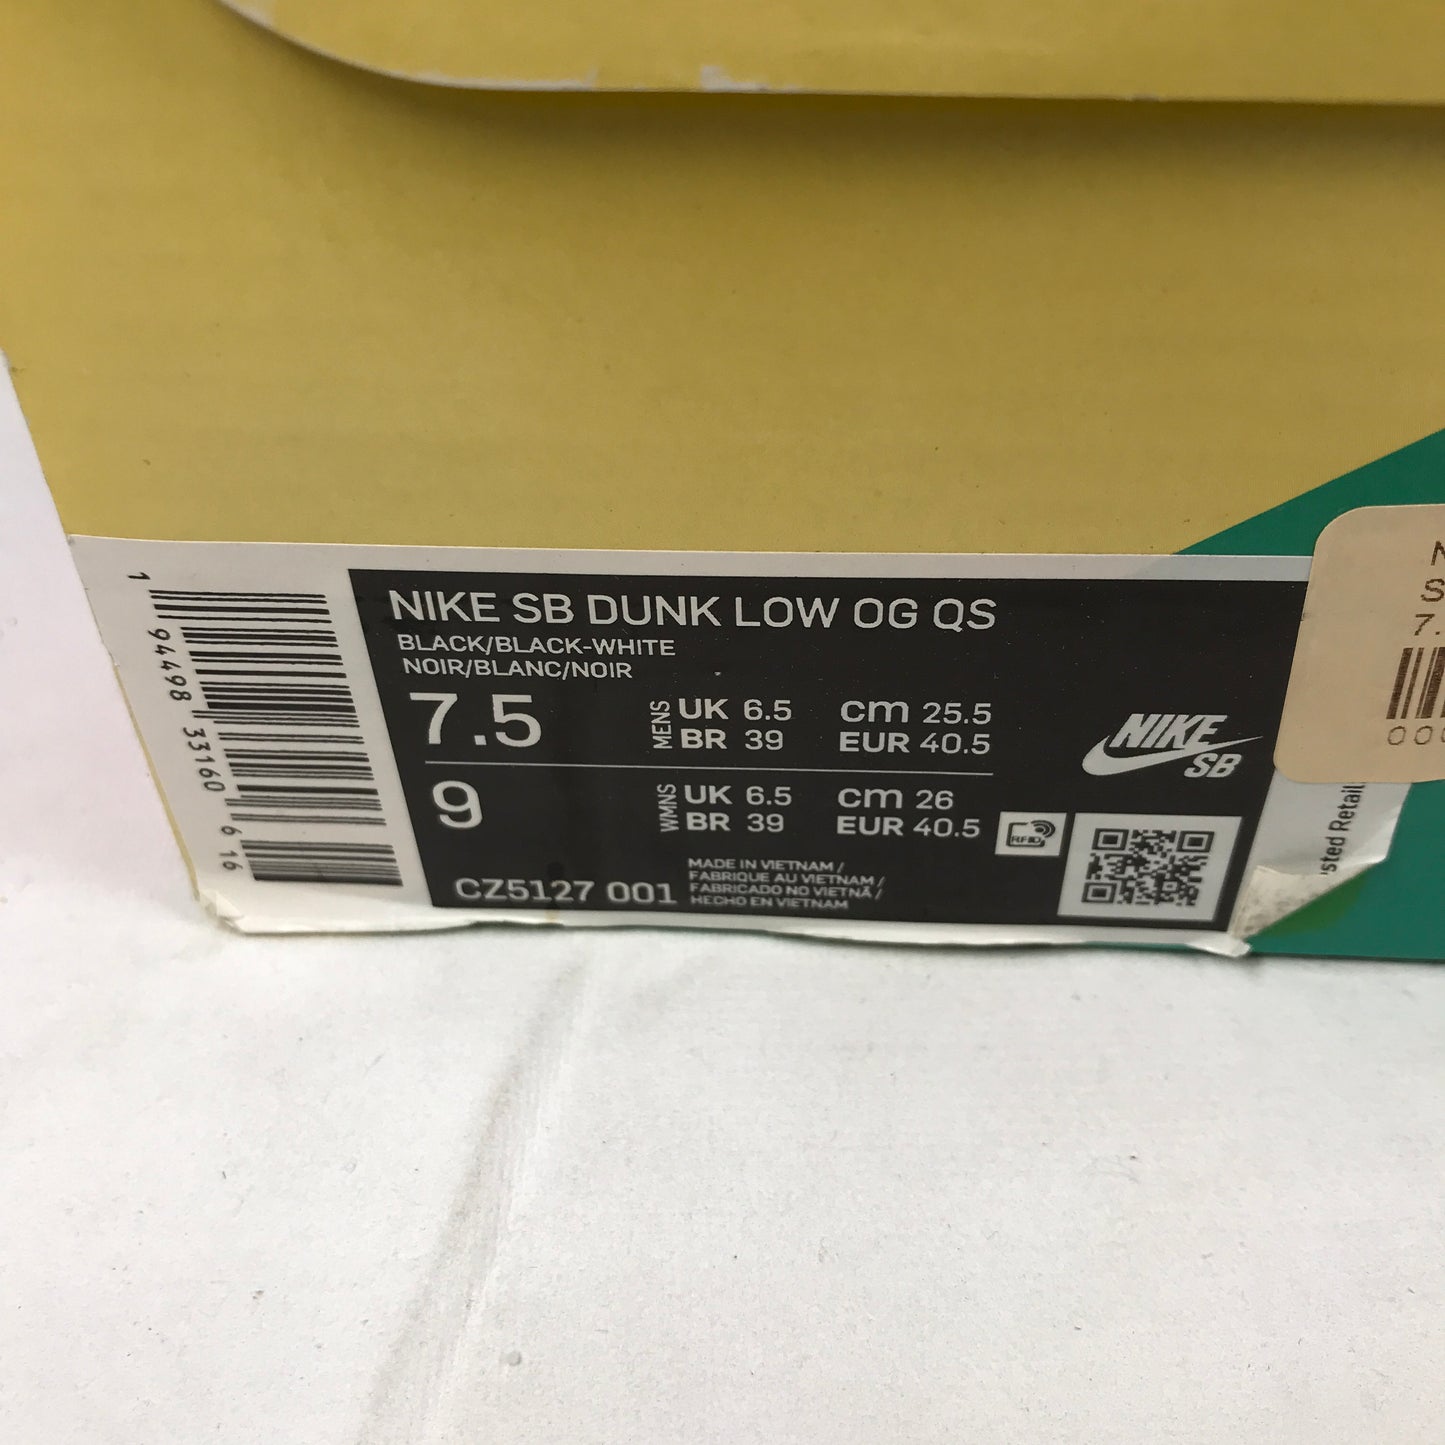 NIKE SB DUNK LOW OG QS
BLACK/BLACK-WHITE
NOIR/BLANC/NOIR
7.5
MENS
UK 6.5
cm 25.5
BR 39
EUR 40.5
9
WMNS
UK 6.5
cm 26
BR 39
EUR 40.5
CZ5127 001
MADE IN VIETNAM /
FABRIQUE AU VIETNAM /
FABRICADO NO VIETNÃ /
HECHO EN VIETNAM
RFID
NIKE
SB
1 94498 33160 6 16
Retail
7.